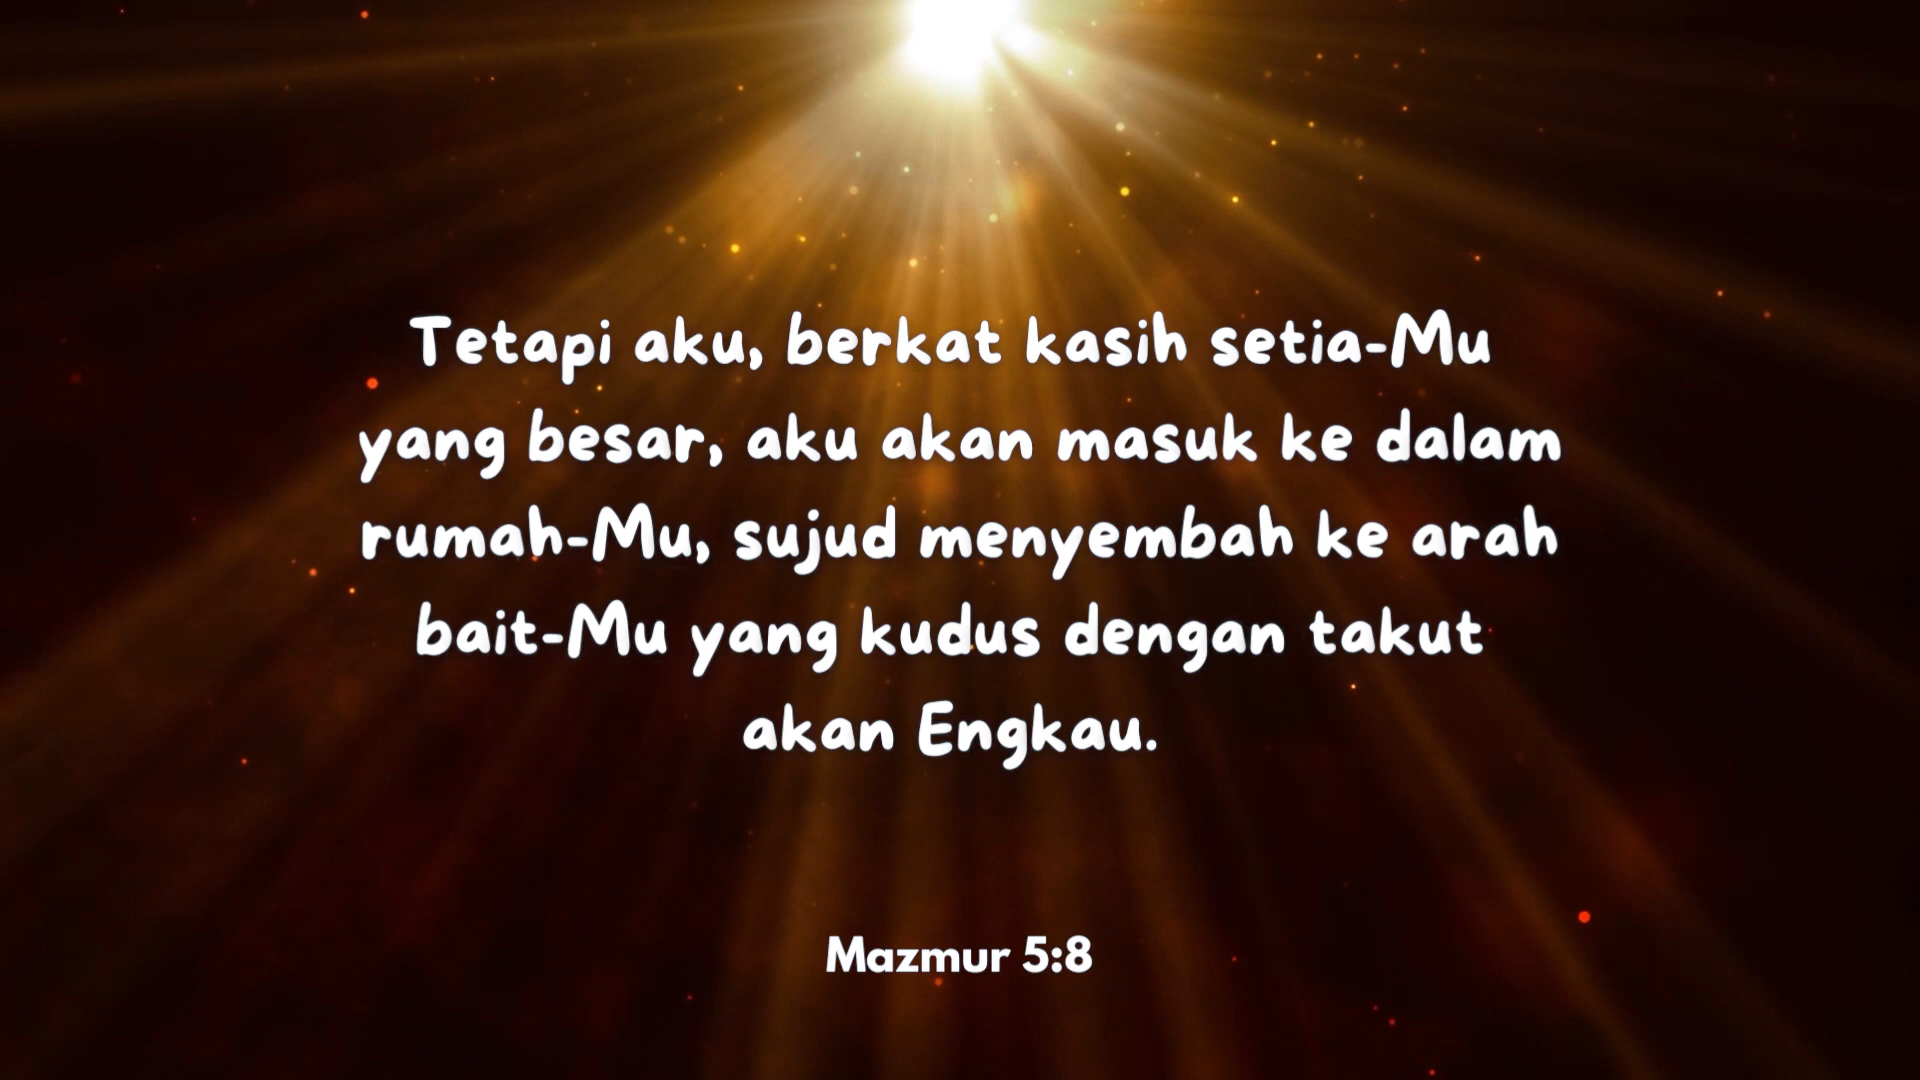 Tetapi aku, berkat kasih setia-Mu
yang besar, aku akan masuk ke dalam
rumah-Mu, sujud menyembah ke arah
bait-Mu yang kudus dengan takut
akan Engkau.
Mazmur 5:8